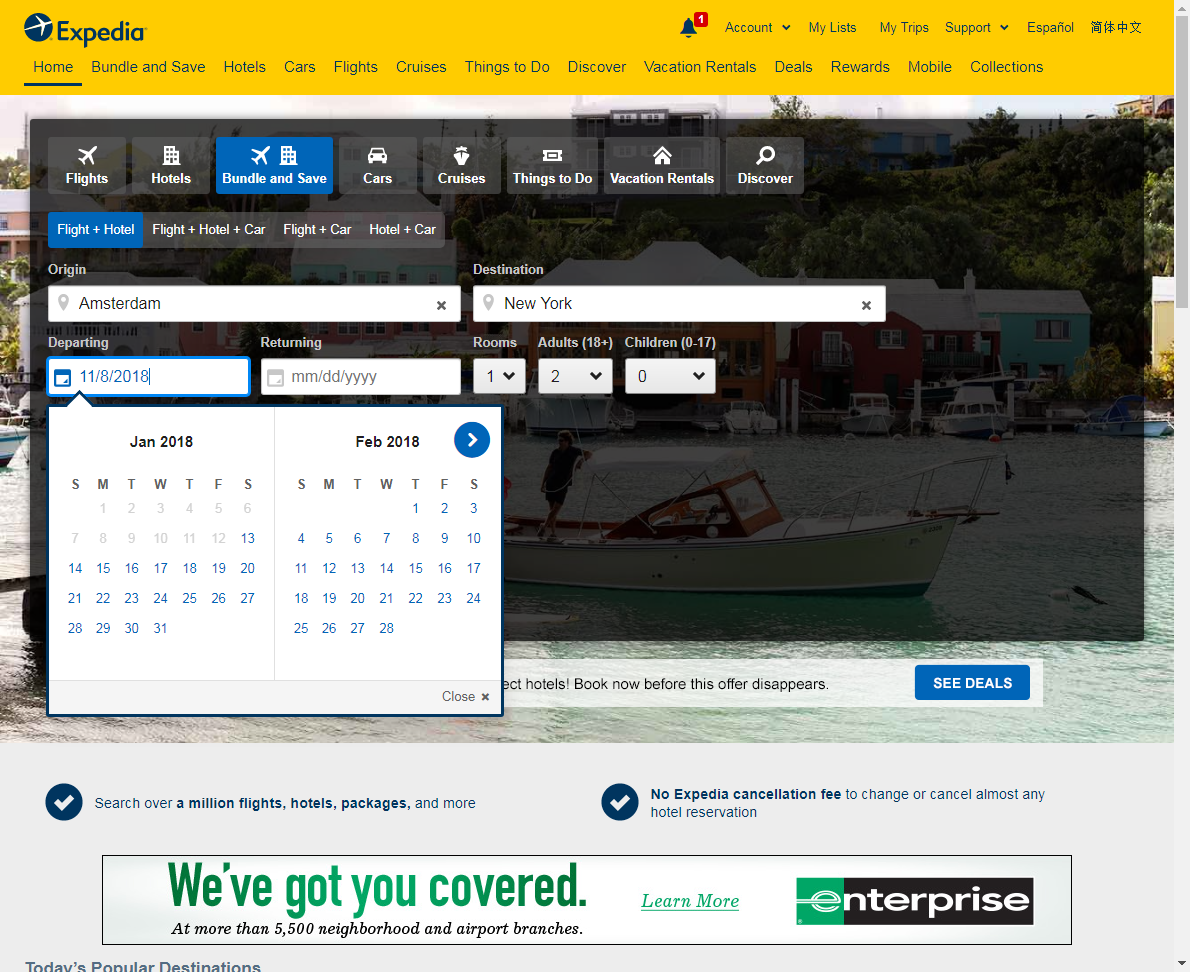 Expedia
1
Account
My Lists
My Trips
Support
Español
简体中文
Home
Bundle and Save
Hotels
Cars
Flights
Cruises
Things to Do
Discover
Vacation Rentals
Deals
Rewards
Mobile
Collections
Flights
Hotels
Bundle and Save
Cars
Cruises
Things to Do
Vacation Rentals
Discover
Flight + Hotel
Flight + Hotel + Car
Flight + Car
Hotel + Car
Origin
Destination
Amsterdam
New York
Departing
Returning
Rooms
Adults (18+)
Children (0-17)
11/8/2018
mm/dd/yyyy
1
2
0
Jan 2018
S M T W T F S
1 2 3 4 5 6
7 8 9 10 11 12 13
14 15 16 17 18 19 20
21 22 23 24 25 26 27
28 29 30 31
Feb 2018
S M T W T F S
1 2 3
4 5 6 7 8 9 10
11 12 13 14 15 16 17
18 19 20 21 22 23 24
25 26 27 28
Close
ect hotels! Book now before this offer disappears.
SEE DEALS
Search over a million flights, hotels, packages, and more
No Expedia cancellation fee to change or cancel almost any
hotel reservation
We've got you covered.
At more than 5,500 neighborhood and airport branches.
Learn More
enterprise
Today's Popular Destinations